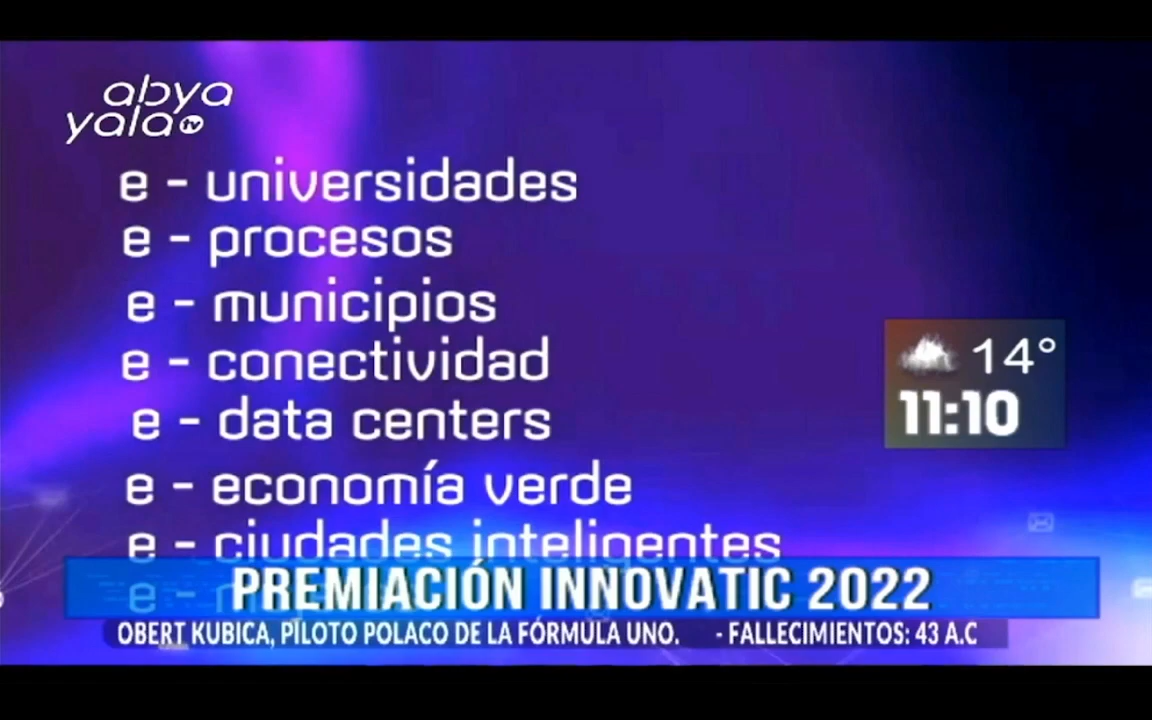 abya
yala tv
e - universidades
e - procesos
e - municipios
e - conectividad
14°
11:10
e - data centers
e - economía verde
e - ciudades inteligentes
e -
PREMIACIÓN INNOVATIC 2022
OBERT KUBICA, PILOTO POLACO DE LA FÓRMULA UNO. - FALLECIMIENTOS: 43 A.C